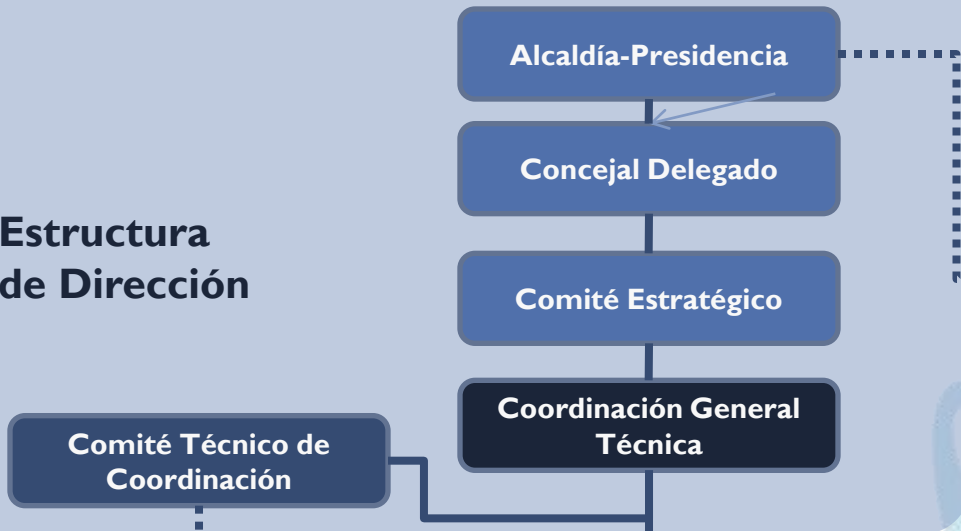 Alcaldía-Presidencia
Concejal Delegado
Estructura
de Dirección
Comité Estratégico
Coordinación General
Técnica
Comité Técnico de
Coordinación